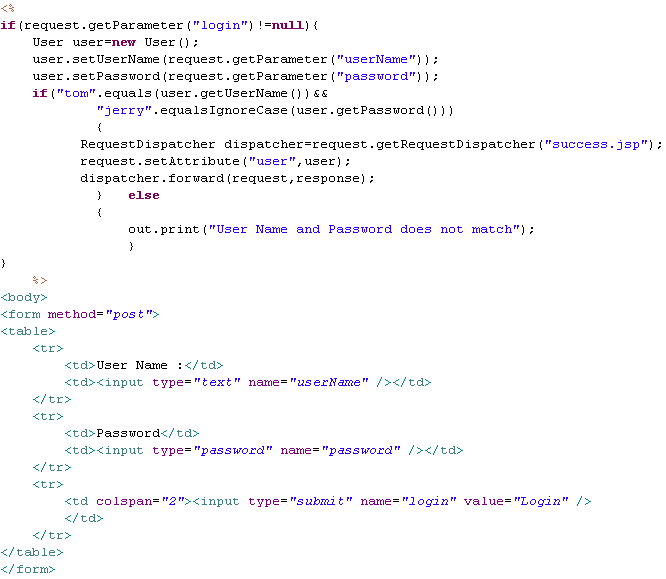 <%
if(request.getParameter("login")!=null){
    User user=new User();
    user.setUserName(request.getParameter("userName"));
    user.setPassword(request.getParameter("password"));
    if("tom".equals(user.getUserName())&&
            "jerry".equalsIgnoreCase(user.getPassword()))
            {
          RequestDispatcher dispatcher=request.getRequestDispatcher("success.jsp");
          request.setAttribute("user",user);
          dispatcher.forward(request,response);
            }   else
            {
                out.print("User Name and Password does not match");
                }
}
    %>
<body>
<form method="post">
<table>
    <tr>
        <td>User Name :</td>
        <td><input type="text" name="userName" /></td>
    </tr>
    <tr>
        <td>Password</td>
        <td><input type="password" name="password" /></td>
    </tr>
    <tr>
        <td colspan="2"><input type="submit" name="login" value="Login" />
        </td>
    </tr>
</table>
</form>